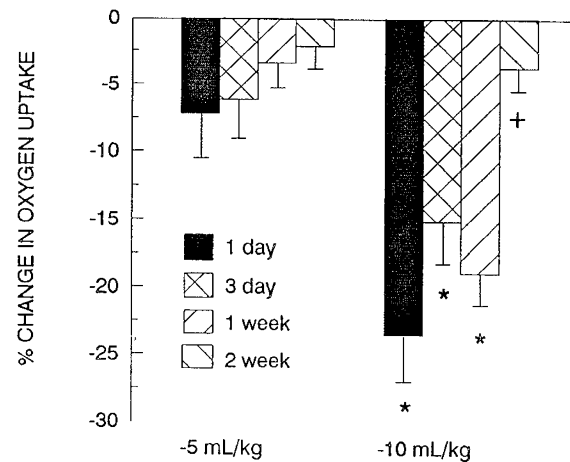 % CHANGE IN OXYGEN UPTAKE
0
-5
-10
-15
-20
-25
-30
1 day
3 day
1 week
2 week
* * * +
-5 mL/kg
-10 mL/kg